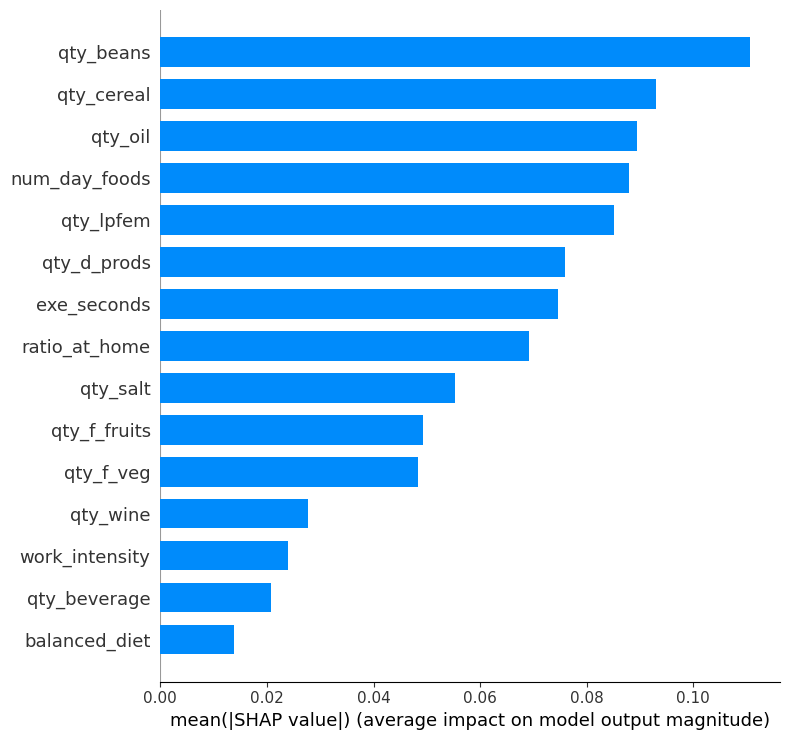 qty_beans
qty_cereal
qty_oil
num_day_foods
qty_lpfem
qty_d_prods
exe_seconds
ratio_at_home
qty_salt
qty_f_fruits
qty_f_veg
qty_wine
work_intensity
qty_beverage
balanced_diet
0.00 0.02 0.04 0.06 0.08 0.10
mean(|SHAP value|) (average impact on model output magnitude)